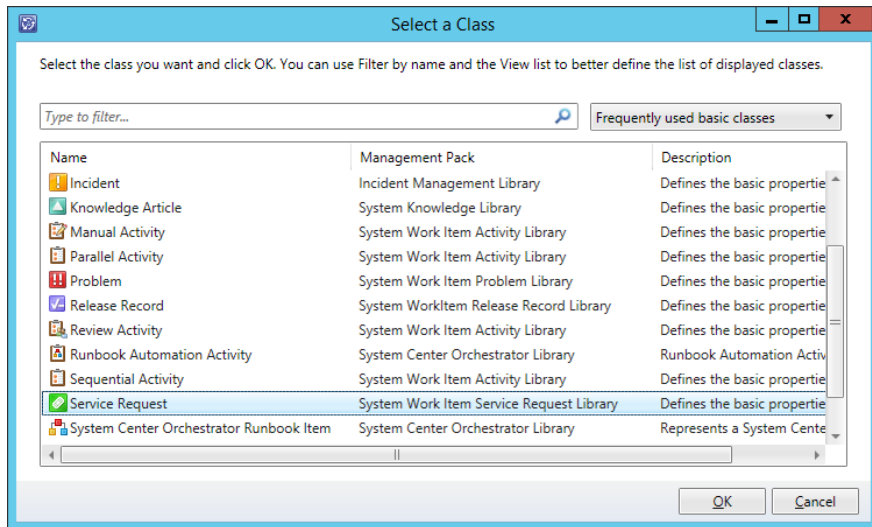 Select a Class
Select the class you want and click OK. You can use Filter by name and the View list to better define the list of displayed classes.
Type to filter... Frequently used basic classes
Name Management Pack Description
Incident Incident Management Library Defines the basic propertie
Knowledge Article System Knowledge Library Defines the basic propertie
Manual Activity System Work Item Activity Library Defines the basic propertie
Parallel Activity System Work Item Activity Library Defines the basic propertie
Problem System Work Item Problem Library Defines the basic propertie
Release Record System WorkItem Release Record Library Defines the basic propertie
Review Activity System Work Item Activity Library Defines the basic propertie
Runbook Automation Activity System Center Orchestrator Library Runbook Automation Activ
Sequential Activity System Work Item Activity Library Defines the basic propertie
Service Request System Work Item Service Request Library Defines the basic propertie
System Center Orchestrator Runbook Item System Center Orchestrator Library Represents a System Cente
OK Cancel